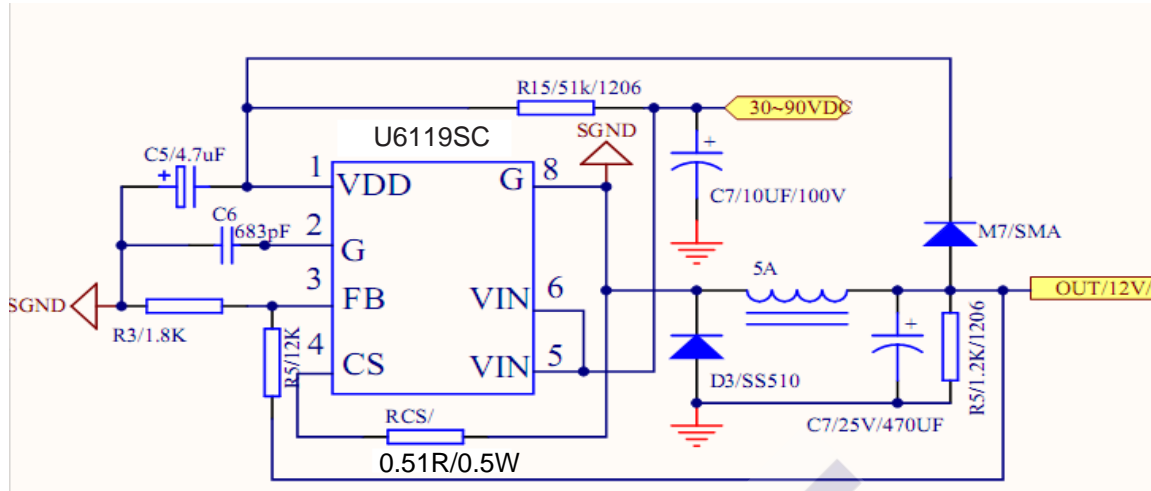 R15/51k/1206
30~90VDC
SGND
U6119SC
C5/4.7uF
+
1
VDD
G
8
+
C7/10UF/100V
C6
683pF
2
G
M7/SMA
3
FB
VIN
6
5A
OUT/12V/
SGND
R3/1.8K
R5/12K
4
CS
VIN
5
+
D3/SS510
R5/1.2K/1206
C7/25V/470UF
RCS/
0.51R/0.5W